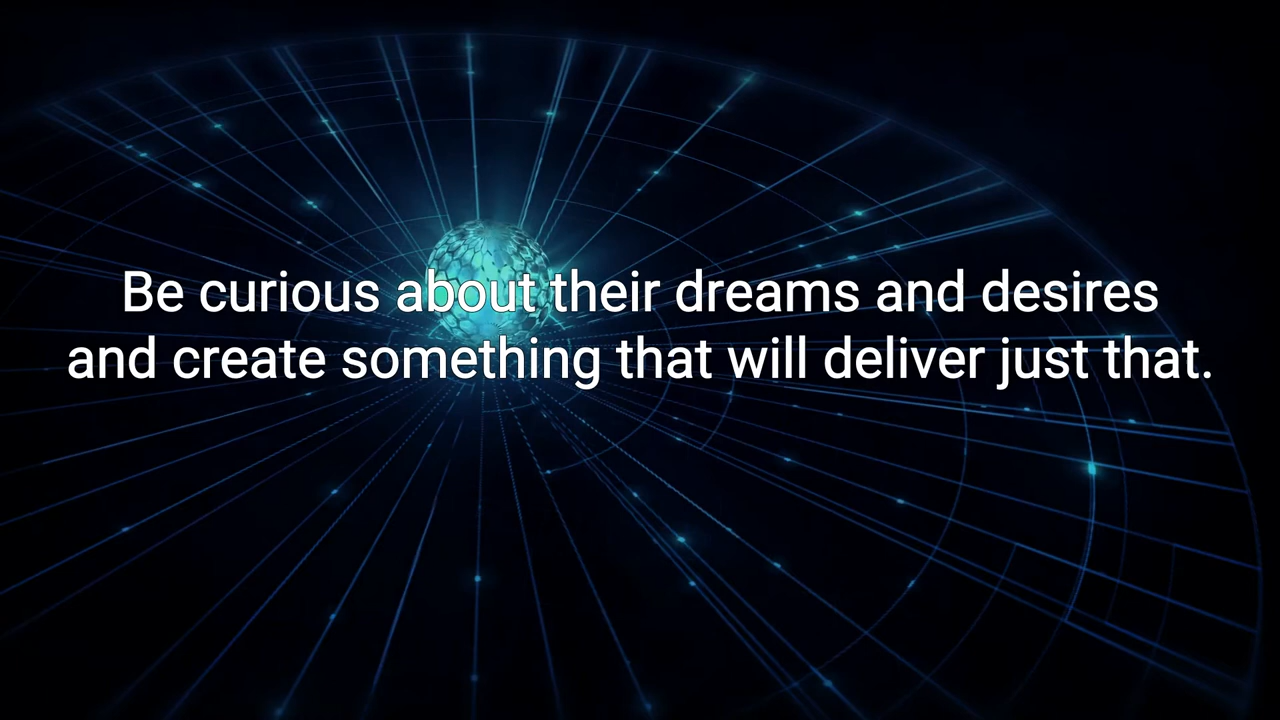 Be curious about their dreams and desires
and create something that will deliver just that.